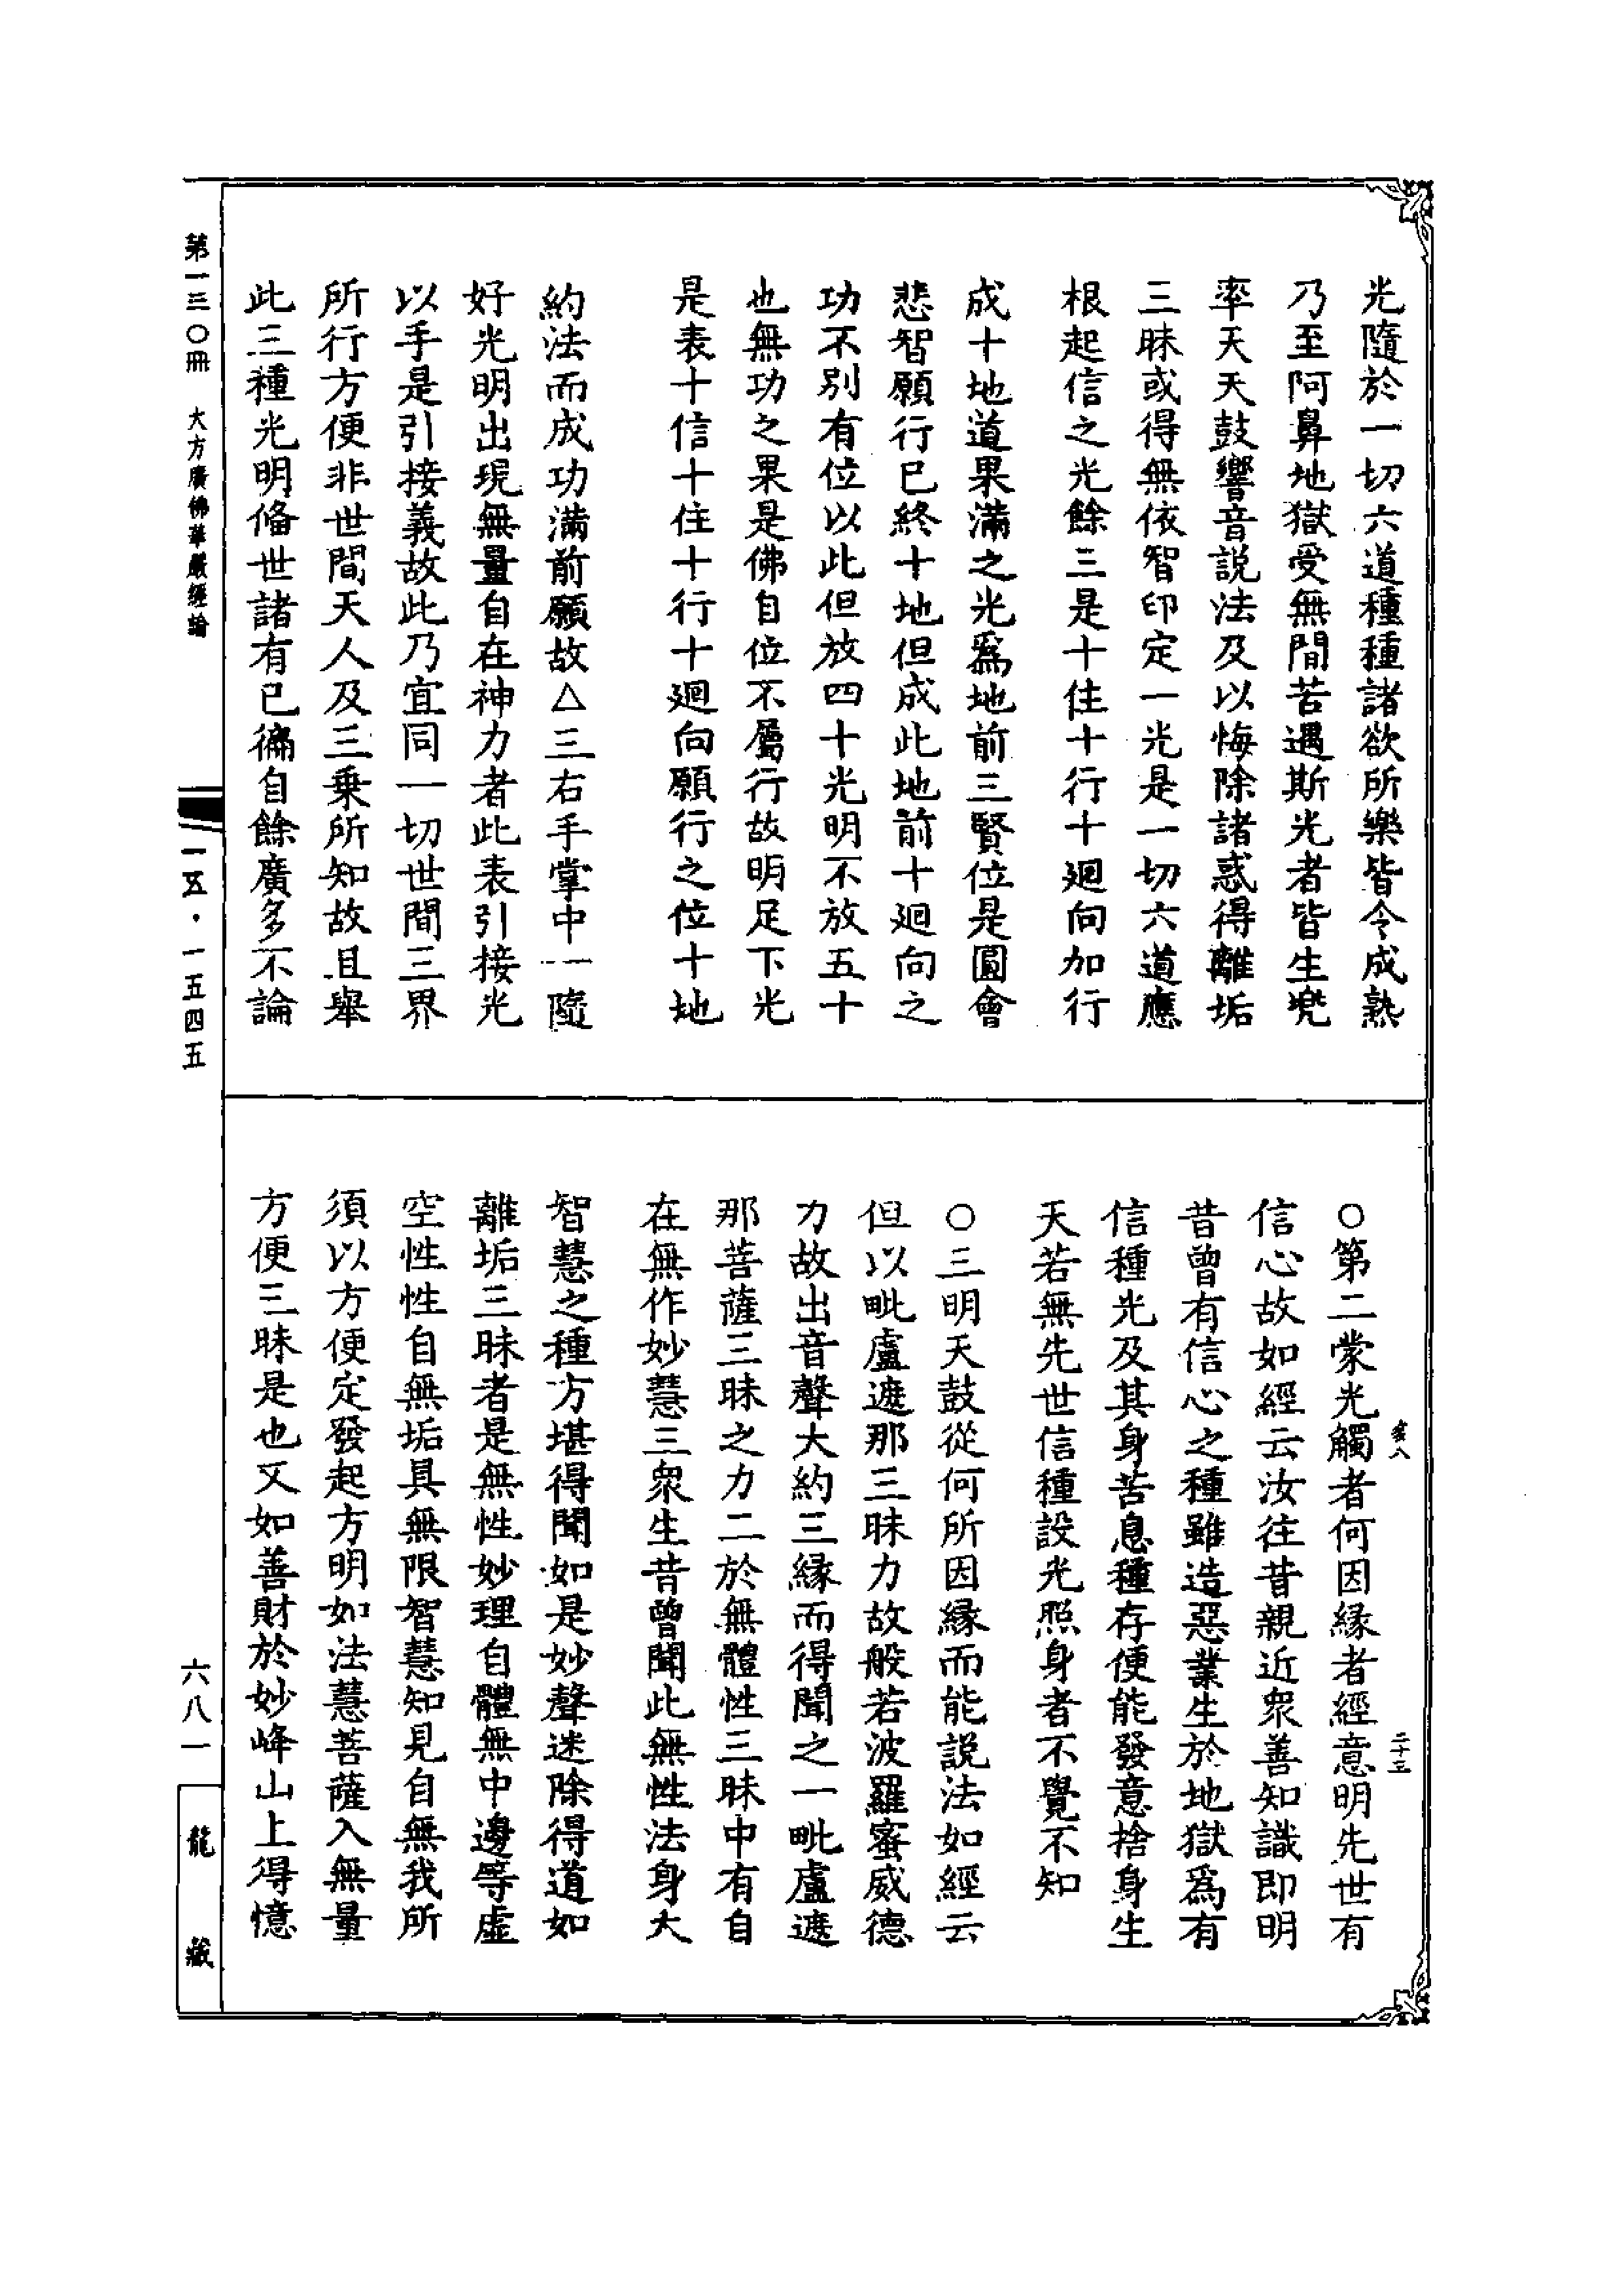 光隨於一切六道種種諸欲所樂皆令成熟
乃至阿鼻地獄受無間苦遇斯光者皆生兜
率天天鼓響音説法及以悔除諸惑得離垢
三昧或得無依智印定一光是一切六道應
根起信之光餘三是十住十行十廻向加行
成十地道果滿之光爲地前三賢位是圓會
悲智願行已終十地但成此地前十廻向之
功不別有位以此但放四十光明不放五十
也無功之果是佛自位不屬行故明足下光
是表十信十住十行十廻向願行之位十地
約法而成功滿前願故△三右手掌中一隨
好光明出現無量自在神力者此表引接光
以手是引接義故此乃宜同一切世間三界
所行方便非世間天人及三乗所知故且舉
此三種光明俻世諸有已徧自餘廣多不論
○第二蒙光觸者何因縁者經意明先世有
信心故如經云汝往昔親近衆善知識即明
昔曾有信心之種雖造惡業生於地獄爲有
信種光及其身苦息種存便能發意捨身生
天若無先世信種設光照身者不覺不知
○三明天鼓從何所因縁而能説法如經云
但以毗盧遮那三昧力故般若波羅蜜威德
力故出音聲大約三縁而得聞之一毗盧遮
那菩薩三昧之力二於無體性三昧中有自
在無作妙慧三衆生昔曾聞此無性法身大
智慧之種方堪得聞如是妙聲迷除得道如
離垢三昧者是無性妙理自體無中邊等虚
空性性自無垢具無限智慧知見自無我所
須以方便定發起方明如法慧菩薩入無量
方便三昧是也又如善財於妙峰山上得憶
二十三
第一三〇冊　大方廣佛華嚴經論
一五·一五四五
六八一
龍藏